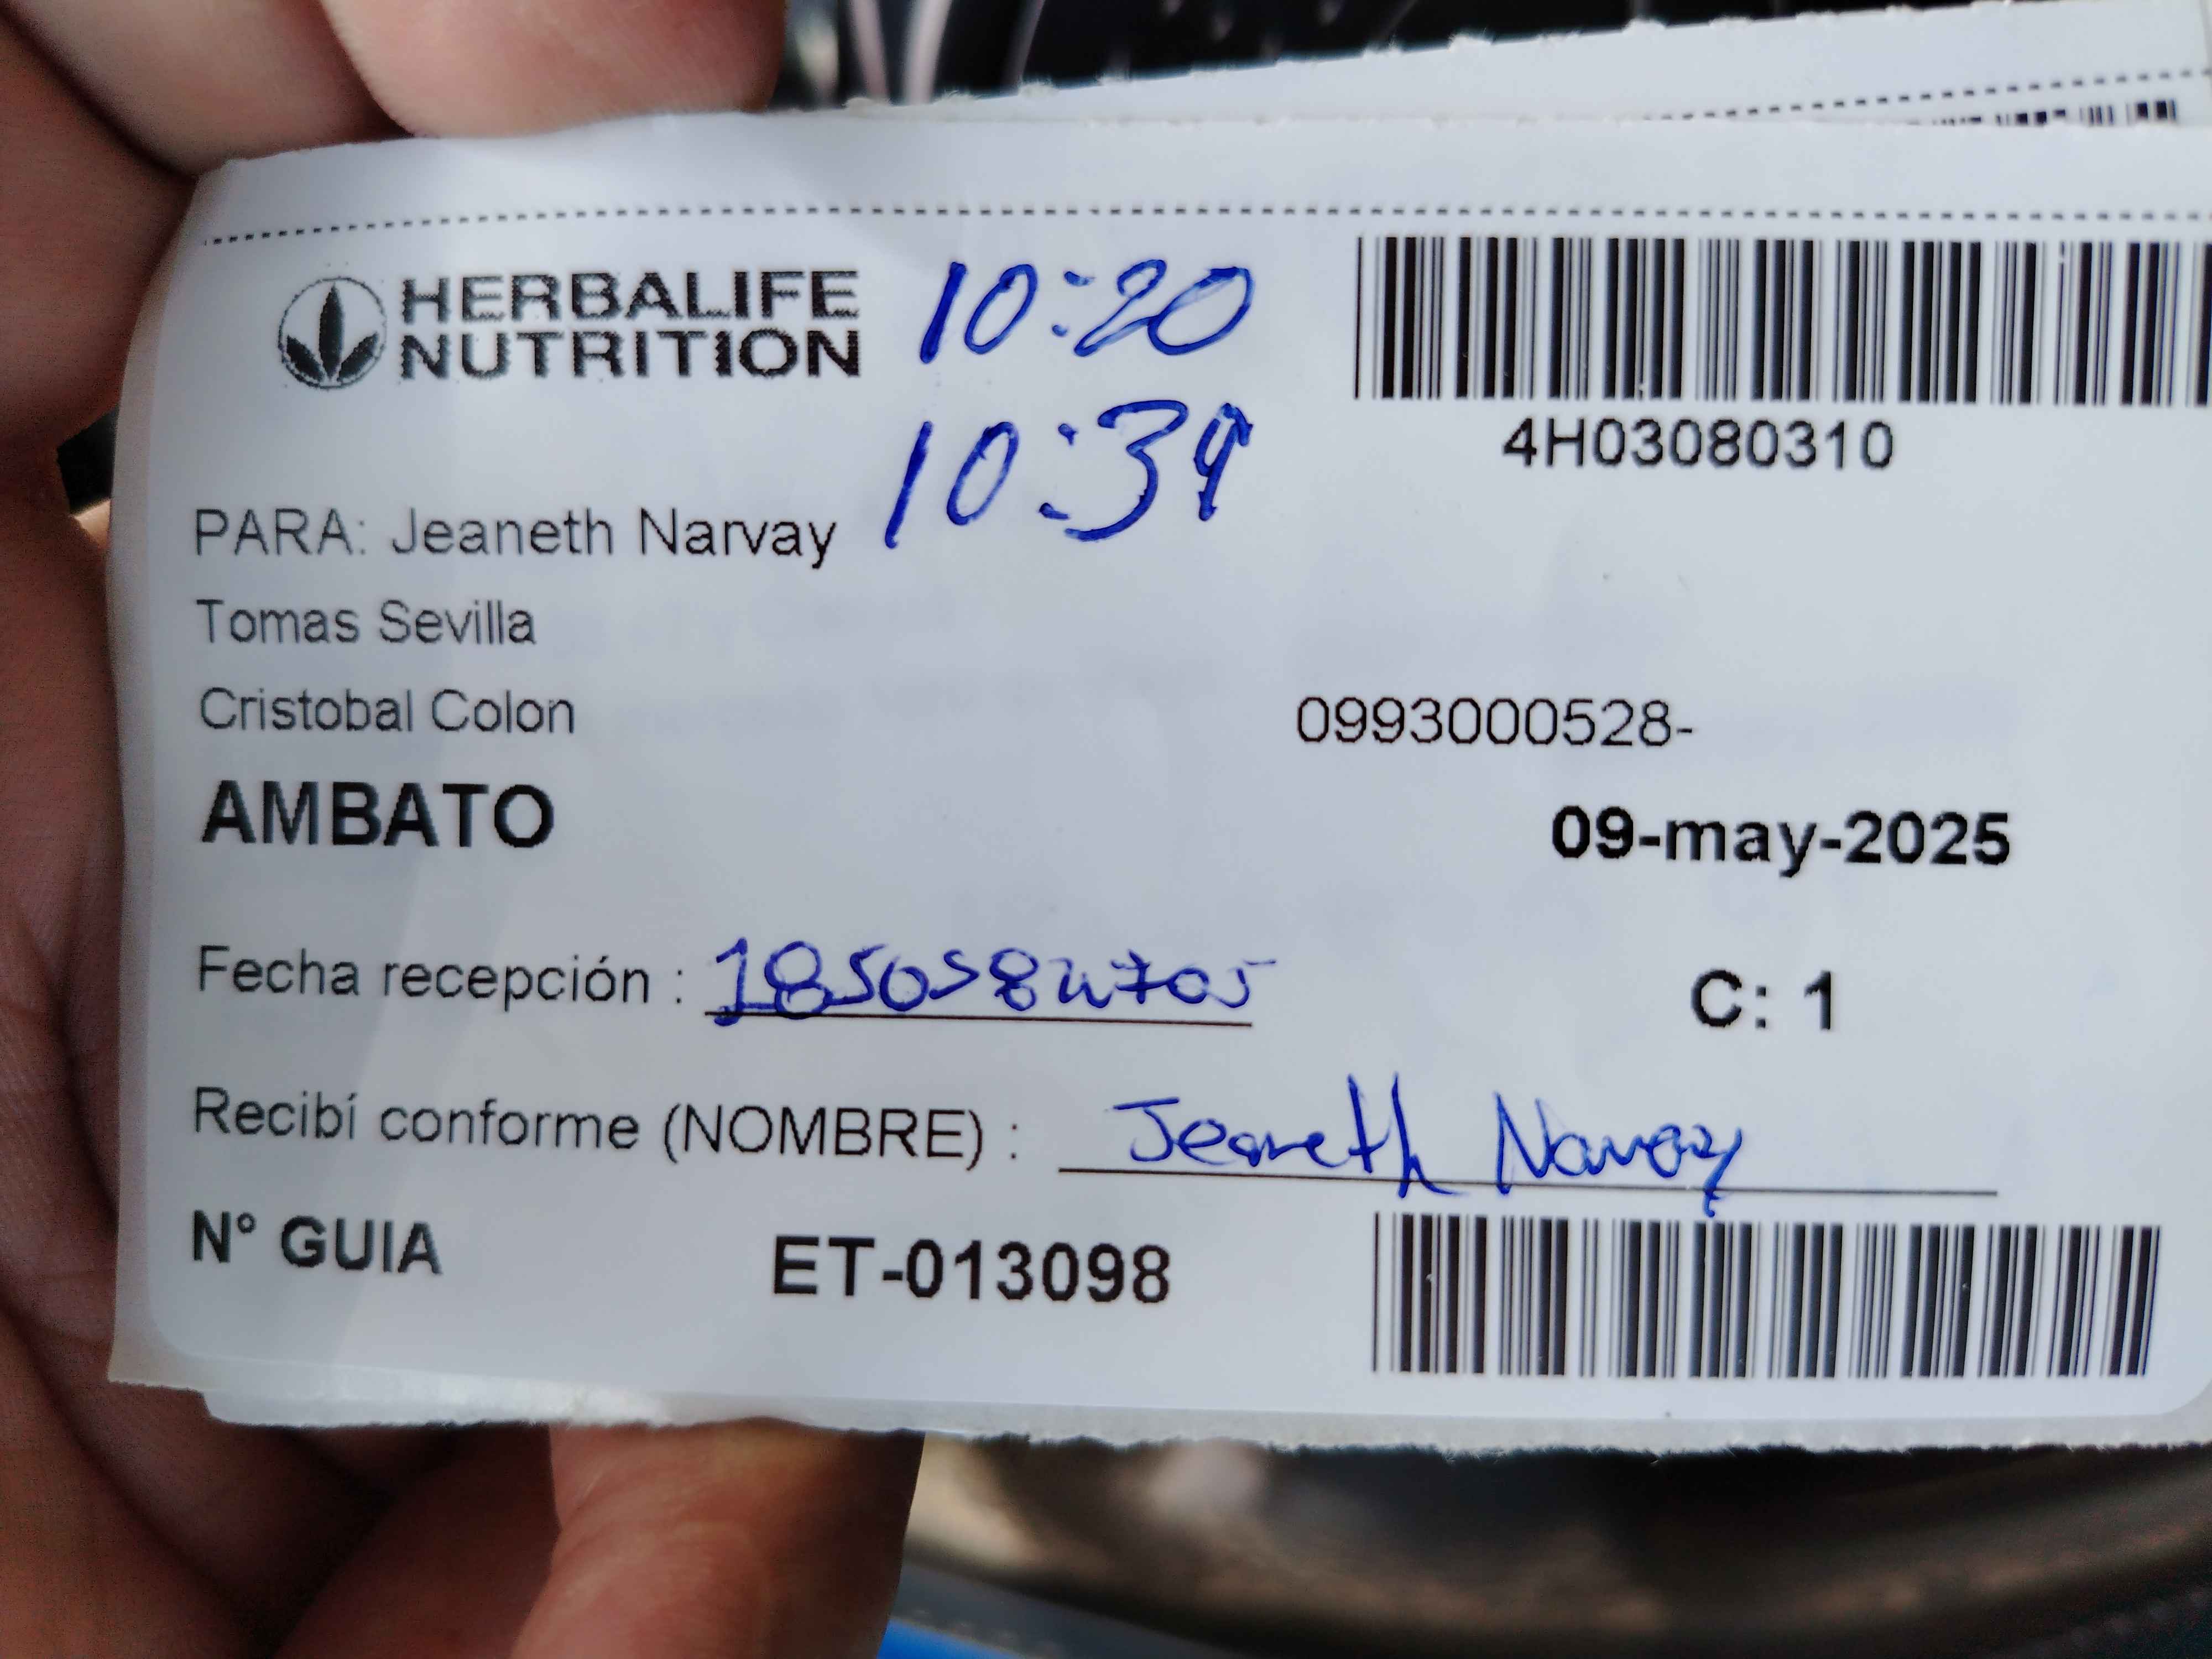 HERBALIFE
NUTRITION
10:20
10:39
4H03080310
PARA: Jeaneth Narvay
Tomas Sevilla
Cristobal Colon
0993000528-
AMBATO
09-may-2025
Fecha recepción : 1850584705
C: 1
Recibí conforme (NOMBRE) : Jeaneth Narvay
N° GUIA ET-013098